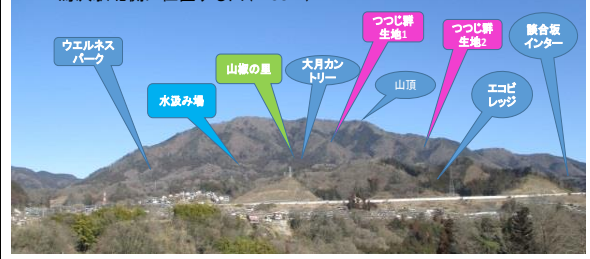 ウエルネス
パーク
水汲み場
山椒の里
大月カン
トリー
つつじ群
生地1
山頂
つつじ群
生地2
エコビ
レッジ
談合坂
インター